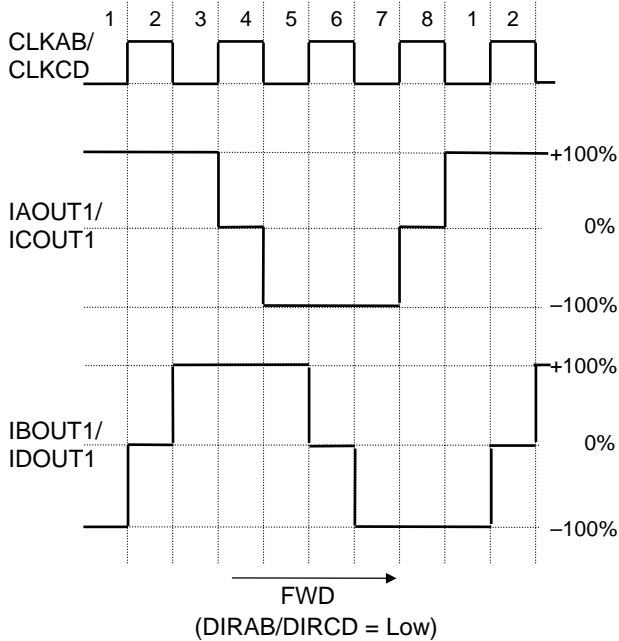 1 2 3 4 5 6 7 8 1 2
CLKAB/
CLKCD
+100%
IAOUT1/
ICOUT1
0%
–100%
+100%
IBOUT1/
IDOUT1
0%
–100%
FWD
(DIRAB/DIRCD = Low)